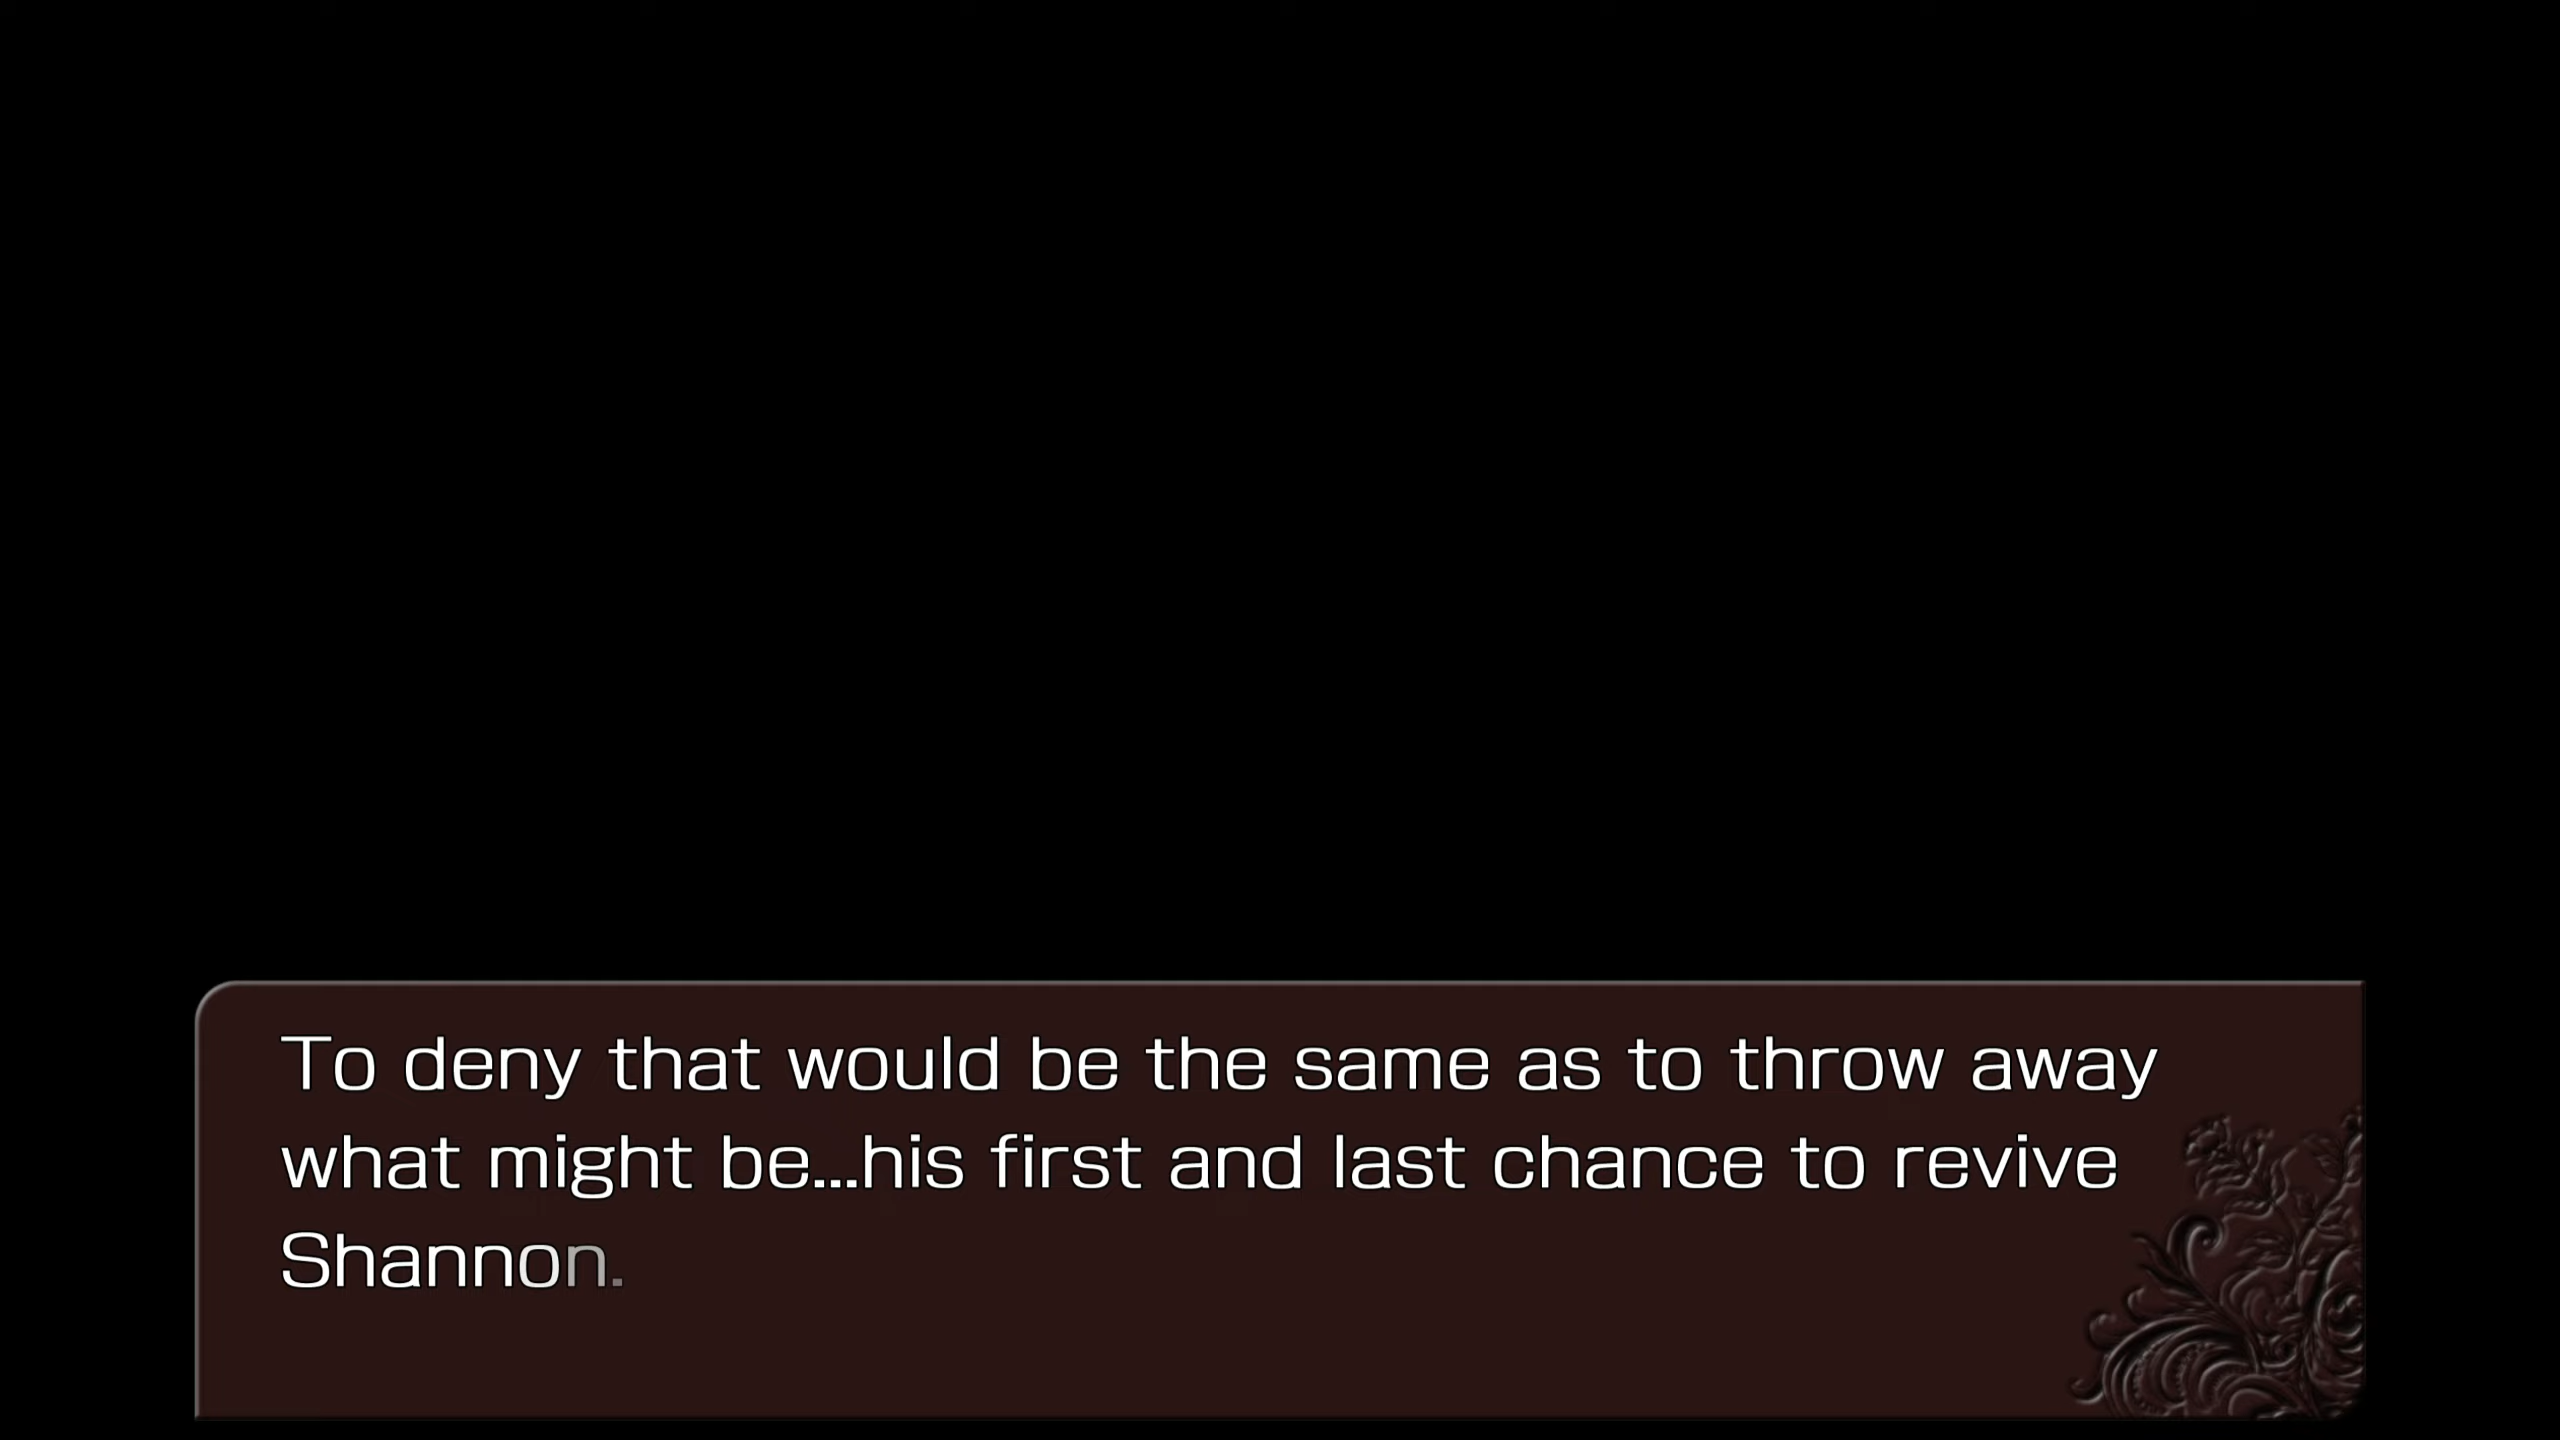 To deny that would be the same as to throw away
what might be...his first and last chance to revive
Shannon.